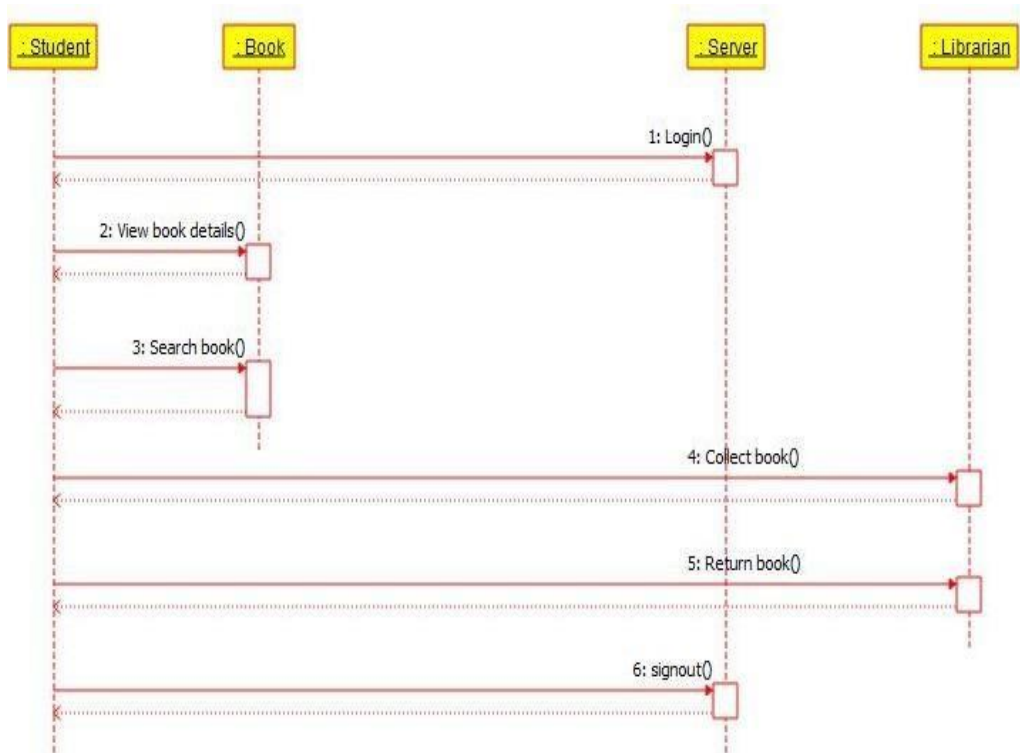 : Student
: Book
: Server
: Librarian
1: Login()
2: View book details()
3: Search book()
4: Collect book()
5: Return book()
6: signout()